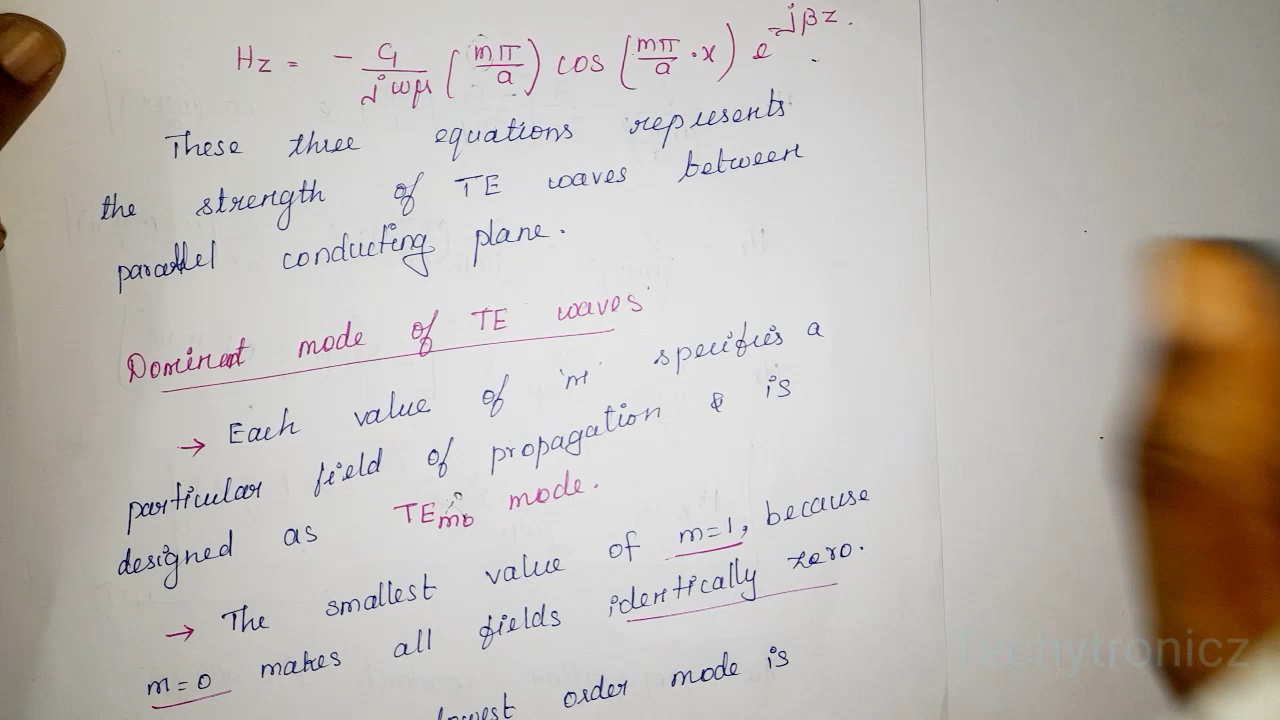 Hz = - C1/jωμ (mπ/a) cos (mπ/a · x) e^-jβz.
These three equations represents
the strength of TE waves between
parallel conducting plane.
Dominant mode of TE waves
→ Each value of 'm' specifies a
particular field of propagation & is
designed as TEmo mode.
→ The smallest value of m=1, because
m=0 makes all fields identically zero.
lowest order mode is
Techytronicz